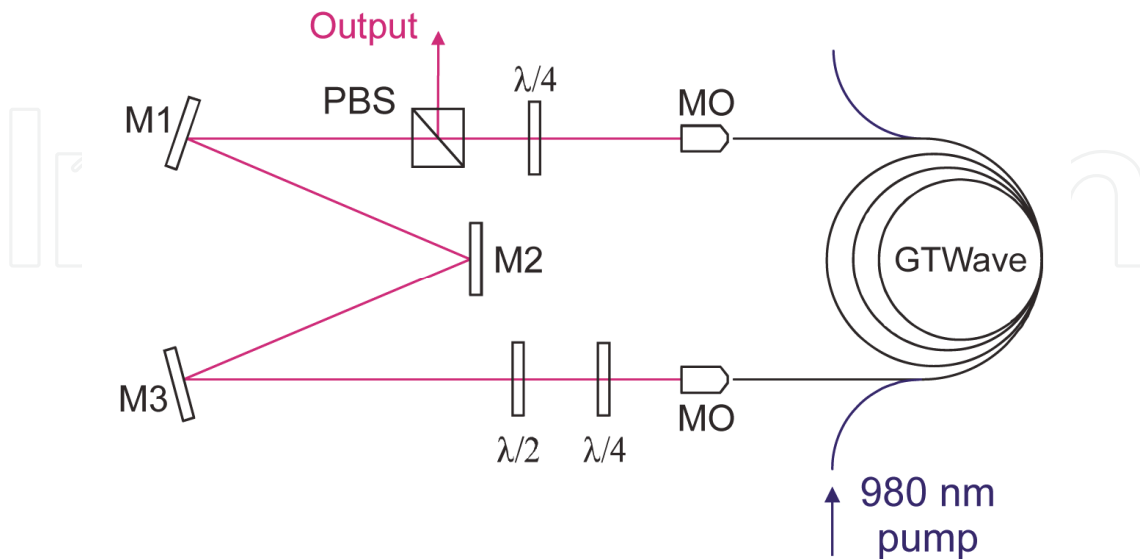 Output
λ/4
PBS
MO
M1
M2
GTWave
M3
MO
λ/2
λ/4
980 nm
pump